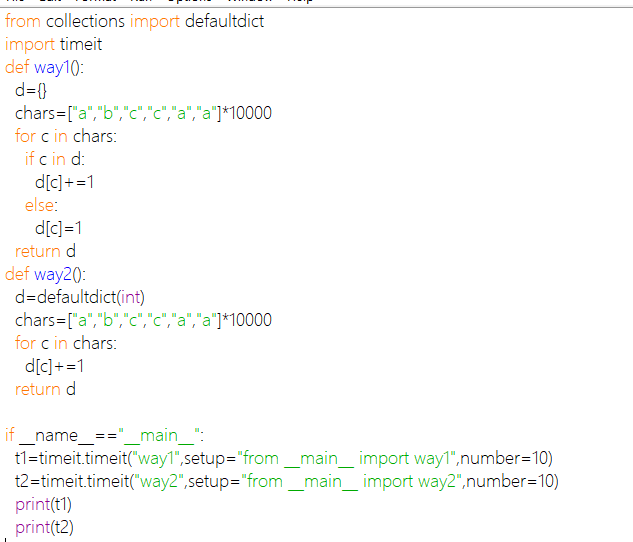 from collections import defaultdict
import timeit
def way1():
  d={}
  chars=["a","b","c","c","a","a"]*10000
  for c in chars:
    if c in d:
      d[c]+=1
    else:
      d[c]=1
  return d
def way2():
  d=defaultdict(int)
  chars=["a","b","c","c","a","a"]*10000
  for c in chars:
    d[c]+=1
  return d

if __name__=="__main__":
  t1=timeit.timeit("way1",setup="from __main__ import way1",number=10)
  t2=timeit.timeit("way2",setup="from __main__ import way2",number=10)
  print(t1)
  print(t2)